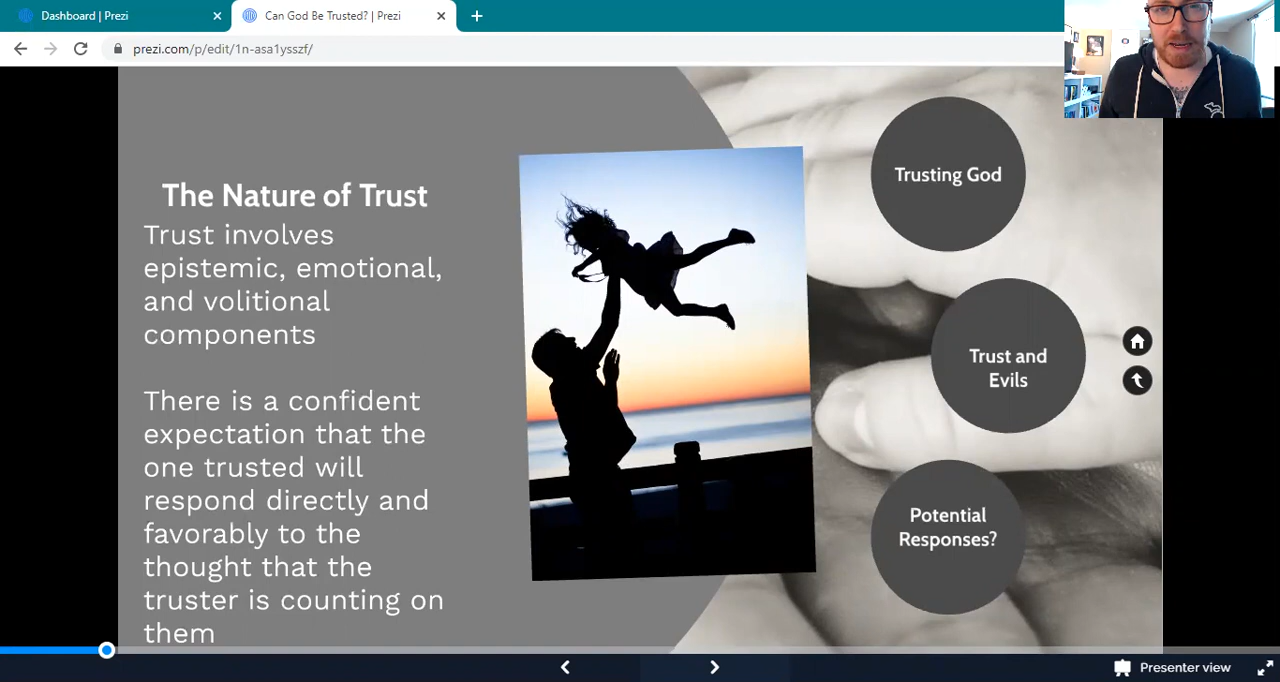 Dashboard | Prezi
Can God Be Trusted? | Prezi
prezi.com/p/edit/1n-asa1ysszf/
The Nature of Trust
Trust involves
epistemic, emotional,
and volitional
components
There is a confident
expectation that the
one trusted will
respond directly and
favorably to the
thought that the
truster is counting on
them
Trusting God
Trust and
Evils
Potential
Responses?
Presenter view